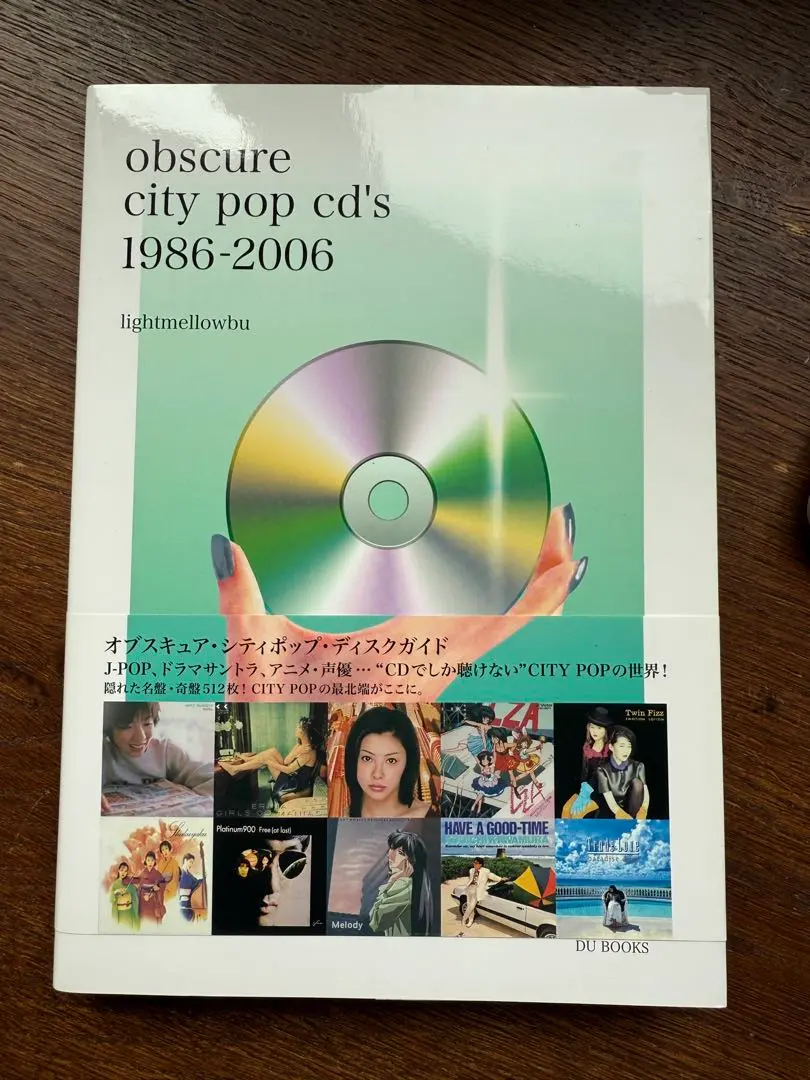 obscure
city pop cd's
1986-2006
lightmellowbu
オブスキュア・シティポップ・ディスクガイド
J-POP、ドラマサントラ、アニメ・声優…“CDでしか聴けない”CITY POPの世界！
隠れた名盤・奇盤512枚！CITY POPの最北端がここに。
Twin Fizz
GIRLS
Platinum900 Free (at last)
Melody
HAVE A GOOD-TIME
DU BOOKS